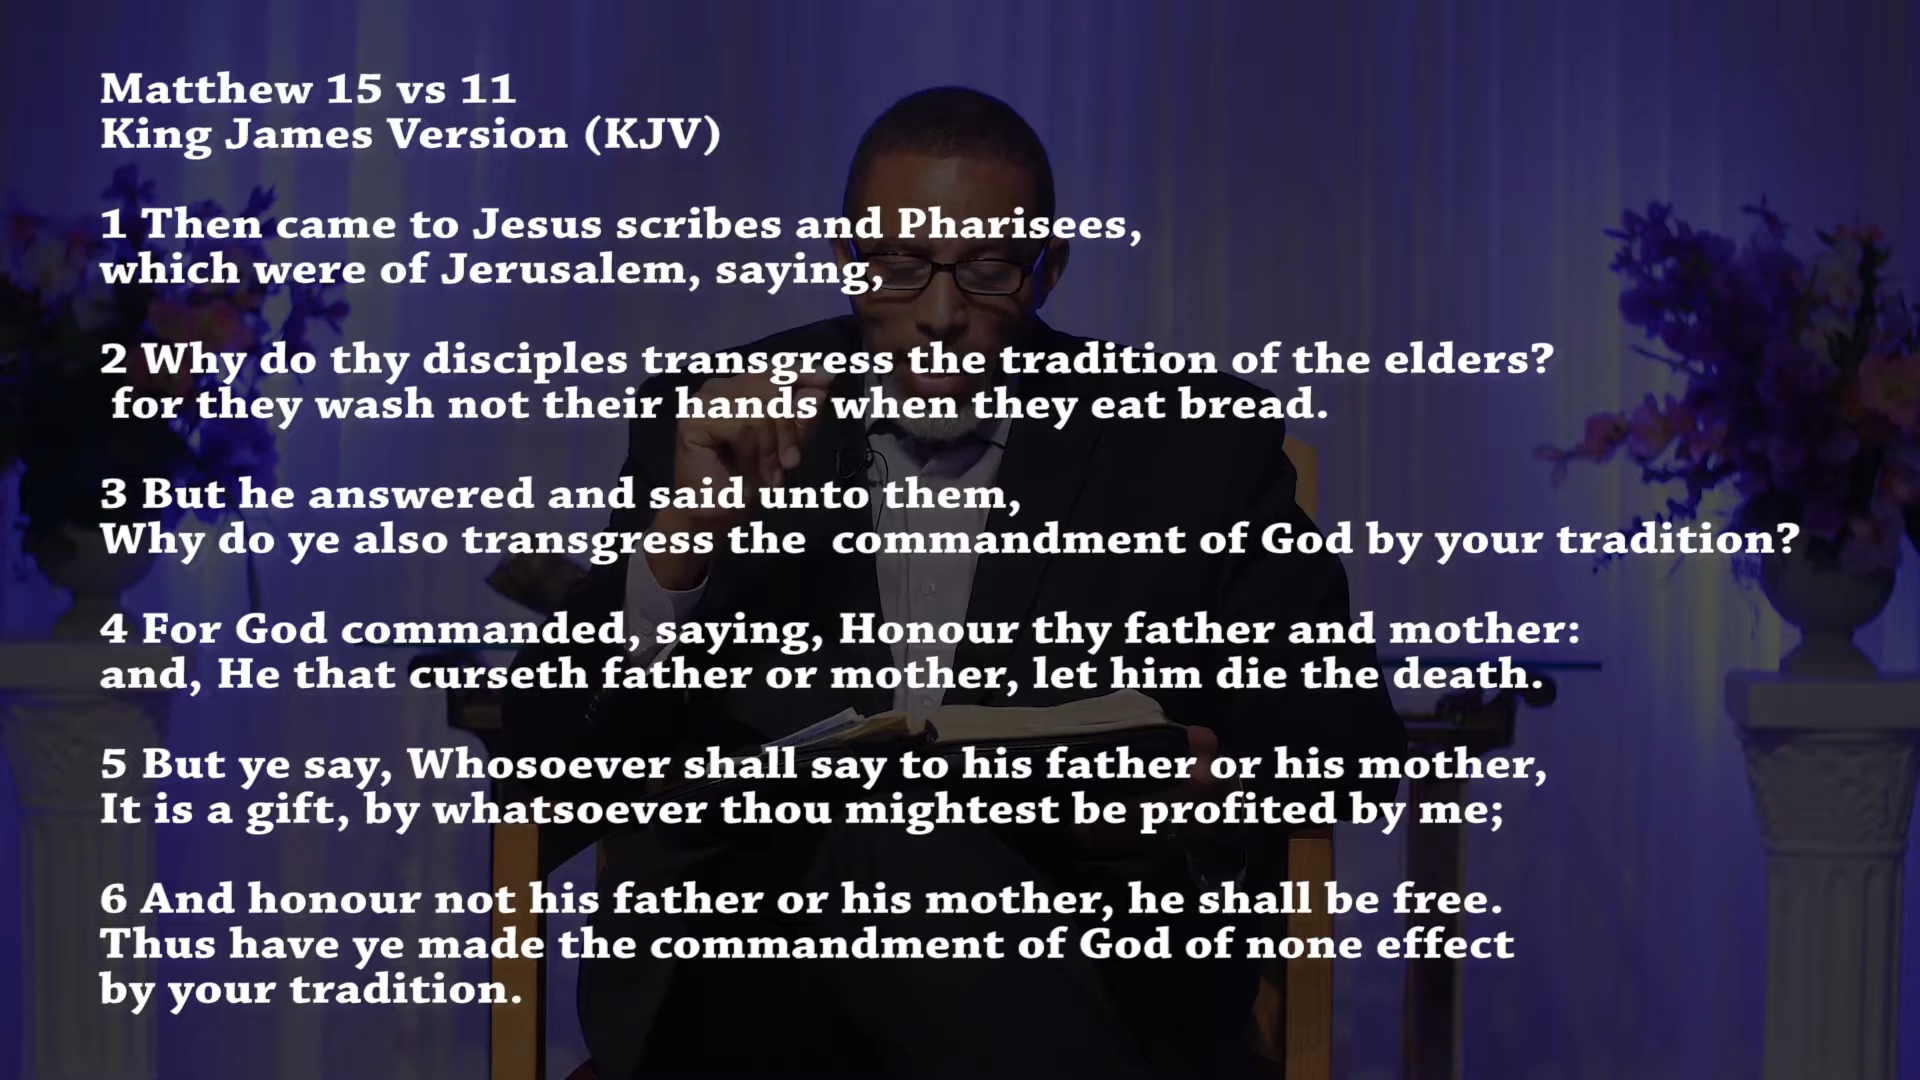 Matthew 15 vs 11
King James Version (KJV)
1 Then came to Jesus scribes and Pharisees,
which were of Jerusalem, saying,
2 Why do thy disciples transgress the tradition of the elders?
for they wash not their hands when they eat bread.
3 But he answered and said unto them,
Why do ye also transgress the commandment of God by your tradition?
4 For God commanded, saying, Honour thy father and mother:
and, He that curseth father or mother, let him die the death.
5 But ye say, Whosoever shall say to his father or his mother,
It is a gift, by whatsoever thou mightest be profited by me;
6 And honour not his father or his mother, he shall be free.
Thus have ye made the commandment of God of none effect
by your tradition.